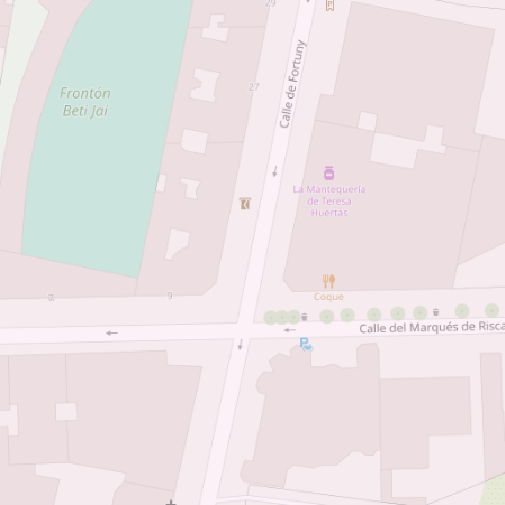 29
Calle de Fortuny
27
Frontón
Beti Jai
La Mantequería
de Teresa
Huertas
9
Coque
Calle del Marqués de Risca